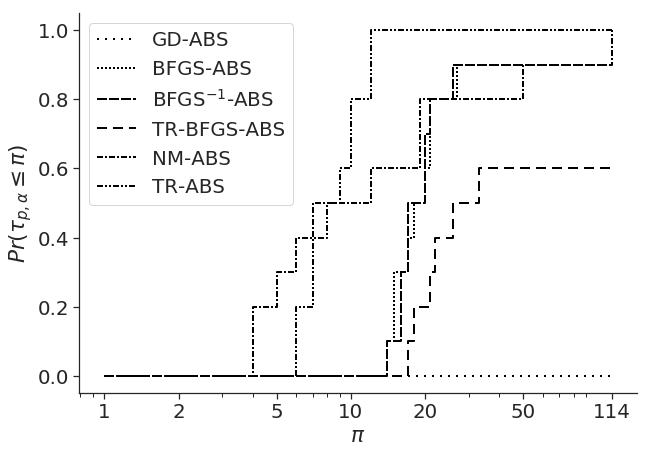 1.0
0.8
0.6
0.4
0.2
0.0
Pr(τ_{p,α} ≤ π)
GD-ABS
BFGS-ABS
BFGS⁻¹-ABS
TR-BFGS-ABS
NM-ABS
TR-ABS
1 2 5 10 20 50 114
π